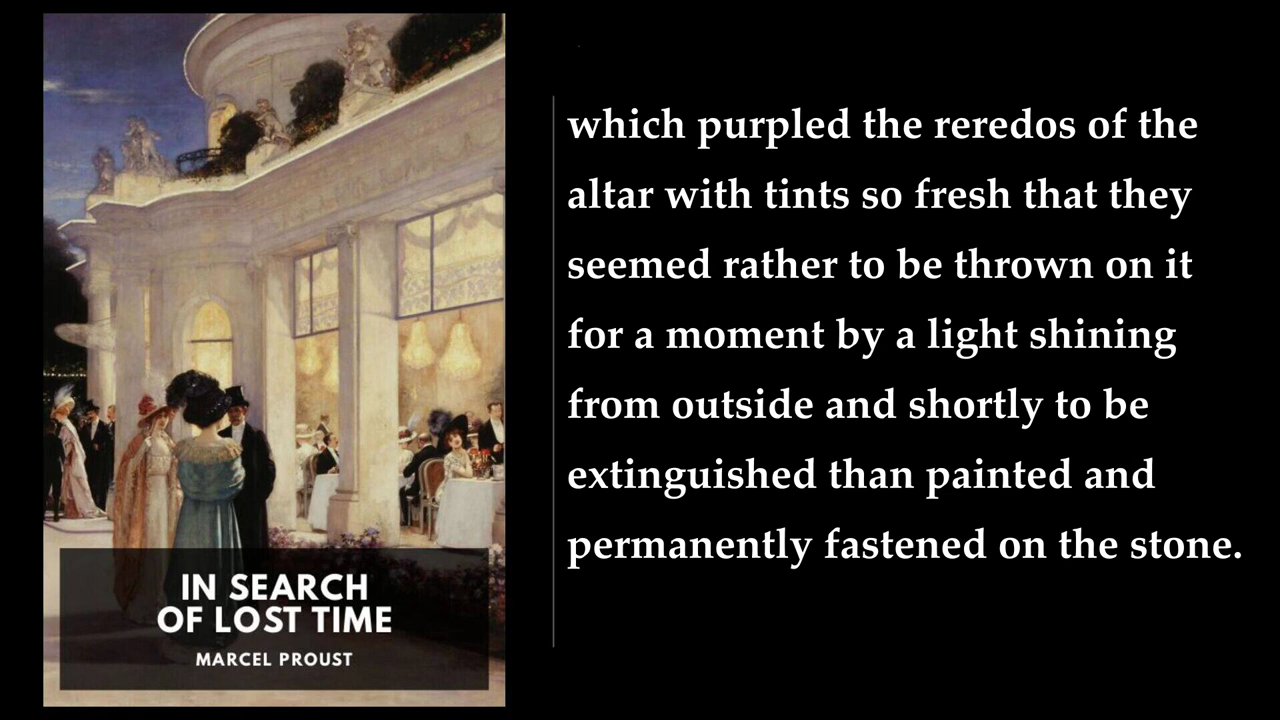 IN SEARCH
OF LOST TIME
MARCEL PROUST
which purpled the reredos of the
altar with tints so fresh that they
seemed rather to be thrown on it
for a moment by a light shining
from outside and shortly to be
extinguished than painted and
permanently fastened on the stone.